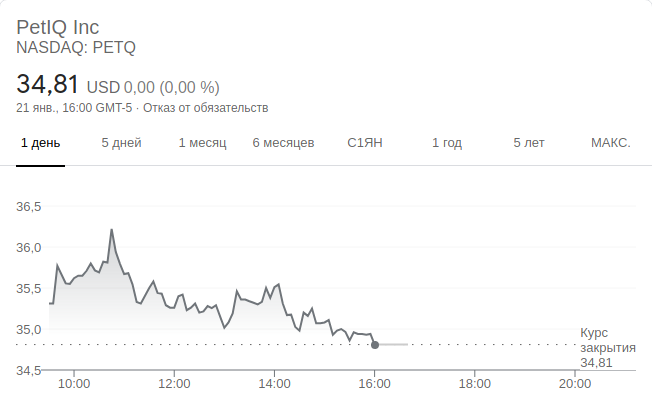 PetIQ Inc
NASDAQ: PETQ
34,81 USD 0,00 (0,00 %)
21 янв., 16:00 GMT-5 · Отказ от обязательств
1 день 5 дней 1 месяц 6 месяцев С1ЯН 1 год 5 лет МАКС.
36,5
36,0
35,5
35,0
Курс
закрытия
34,81
34,5
10:00 12:00 14:00 16:00 18:00 20:00